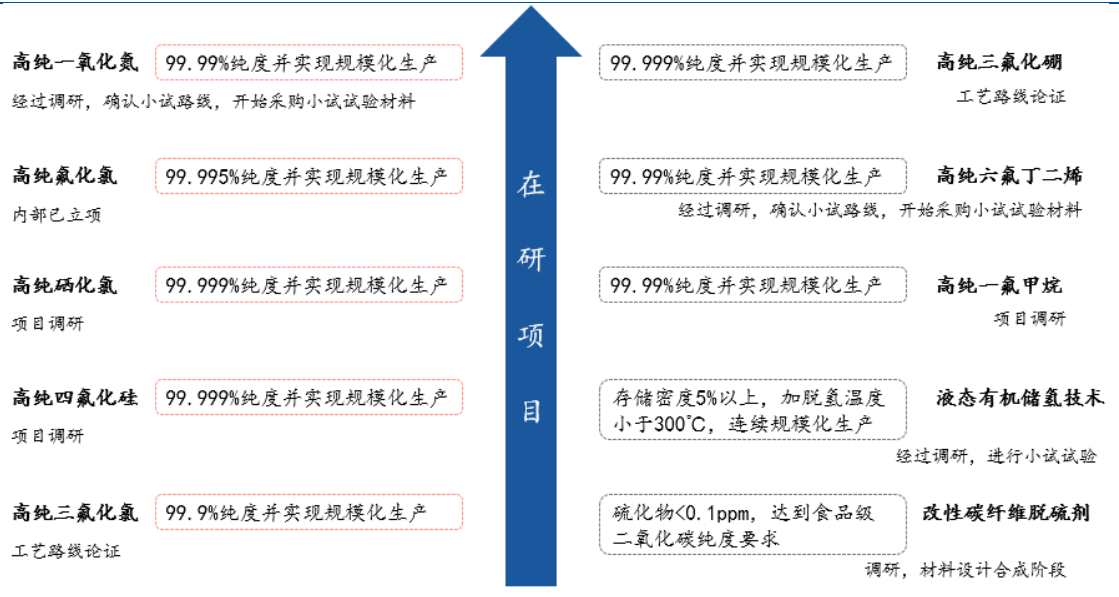 高纯一氧化氮
99.99%纯度并实现规模化生产
经过调研，确认小试路线，开始采购小试试验材料
高纯氟化氯
99.995%纯度并实现规模化生产
内部已立项
高纯硒化氯
99.999%纯度并实现规模化生产
项目调研
高纯四氟化硅
99.999%纯度并实现规模化生产
项目调研
高纯三氟化氯
99.9%纯度并实现规模化生产
工艺路线论证
在
研
项
目
99.999%纯度并实现规模化生产
高纯三氟化硼
工艺路线论证
99.99%纯度并实现规模化生产
高纯六氟丁二烯
经过调研，确认小试路线，开始采购小试试验材料
99.99%纯度并实现规模化生产
高纯一氟甲烷
项目调研
存储密度5%以上，加脱氢温度
小于300℃，连续规模化生产
液态有机储氢技术
经过调研，进行小试试验
硫化物<0.1ppm，达到食品级
二氧化碳纯度要求
改性碳纤维脱硫剂
调研，材料设计合成阶段